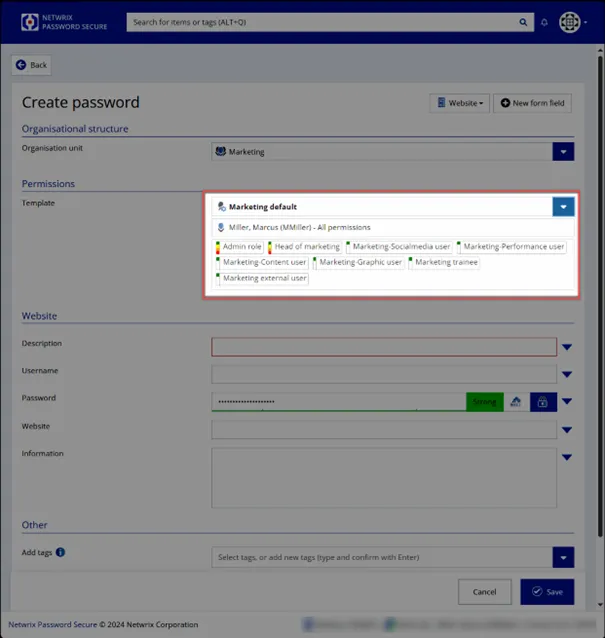 NETWRIX
PASSWORD SECURE
Search for items or tags (ALT+Q)
Back
Create password
Website
New form field
Organisational structure
Organisation unit
Marketing
Permissions
Template
Marketing default
Miller, Marcus (MMiller) - All permissions
Admin role
Head of marketing
Marketing-Socialmedia user
Marketing-Performance user
Marketing-Content user
Marketing-Graphic user
Marketing trainee
Marketing external user
Website
Description
Username
Password
••••••••••••••••••••
Strong
Website
Information
Other
Add tags
Select tags, or add new tags (type and confirm with Enter)
Cancel
Save
Netwrix Password Secure © 2024 Netwrix Corporation